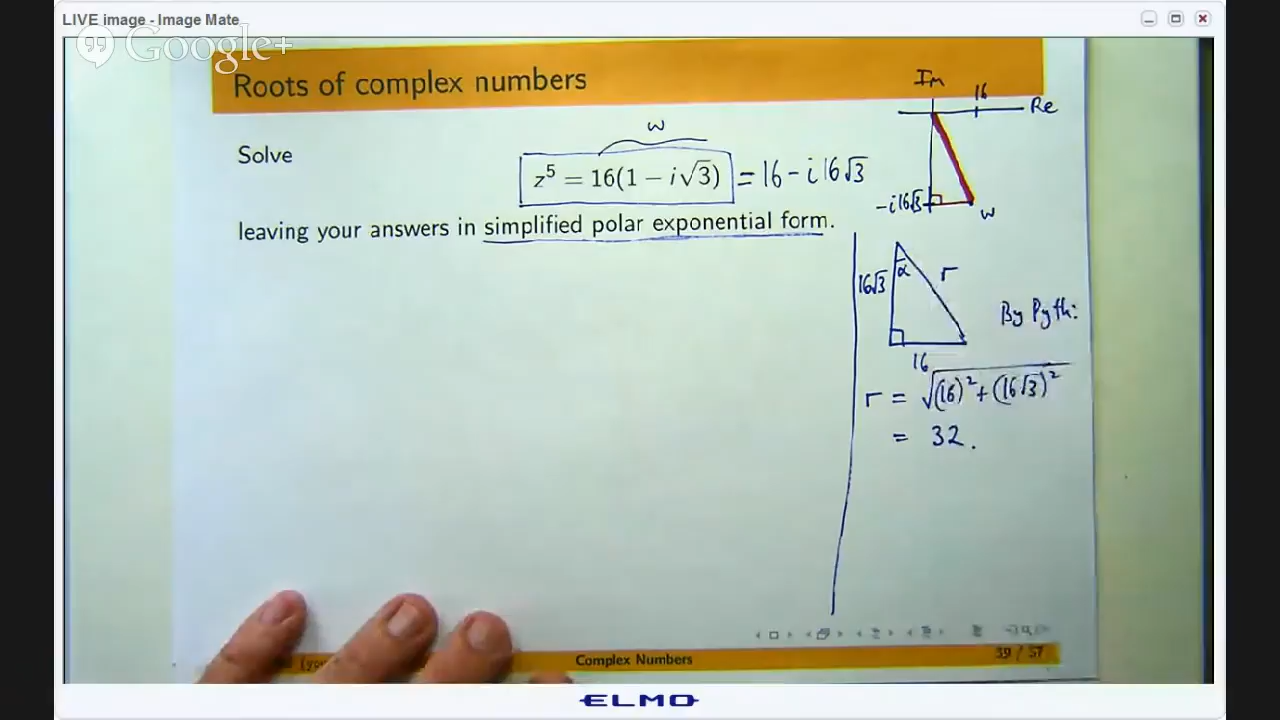 LIVE image - Image Mate
Google+
Roots of complex numbers
Im
16
Re
Solve
w
z⁵ = 16(1 − i√3) = 16 − i 16√3
−i16√3
w
leaving your answers in simplified polar exponential form.
16√3
α
r
By Pyth:
16
r = √(16)² + (16√3)²
= 32.
Complex Numbers
39 / 57
ELMO